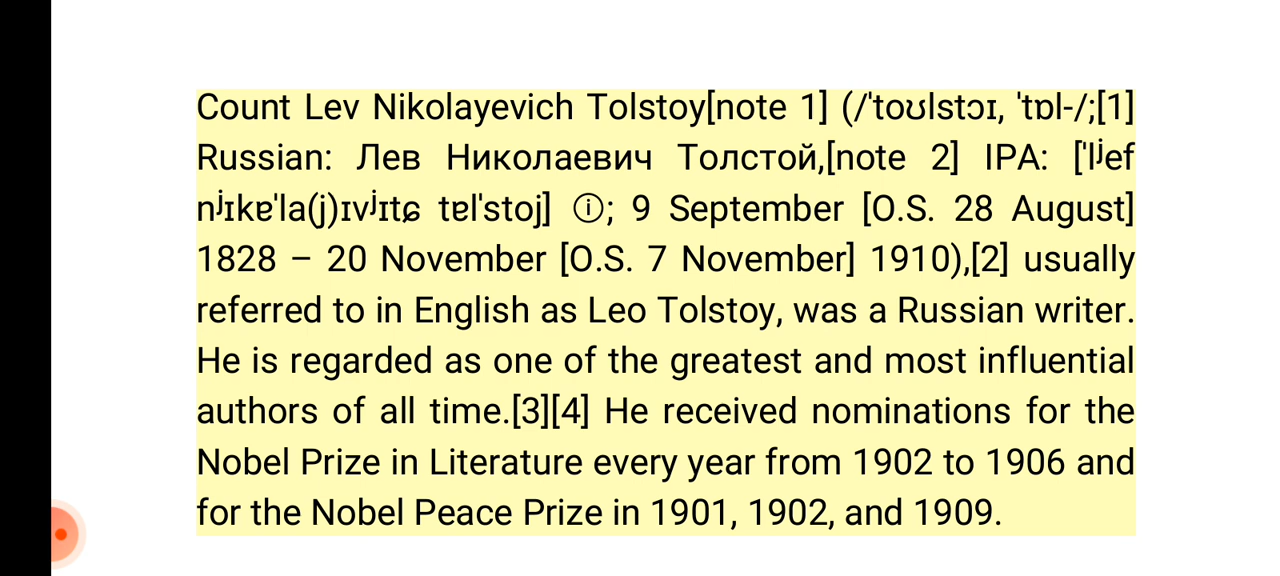 Count Lev Nikolayevich Tolstoy[note 1] (/ˈtoʊlstɔɪ, ˈtɒl-/;[1]
Russian: Лев Николаевич Толстой,[note 2] IPA: [ˈlʲef
nʲɪkɐˈla(j)ɪvʲɪtɕ tɐlˈstoj] ⓘ; 9 September [O.S. 28 August]
1828 – 20 November [O.S. 7 November] 1910),[2] usually
referred to in English as Leo Tolstoy, was a Russian writer.
He is regarded as one of the greatest and most influential
authors of all time.[3][4] He received nominations for the
Nobel Prize in Literature every year from 1902 to 1906 and
for the Nobel Peace Prize in 1901, 1902, and 1909.